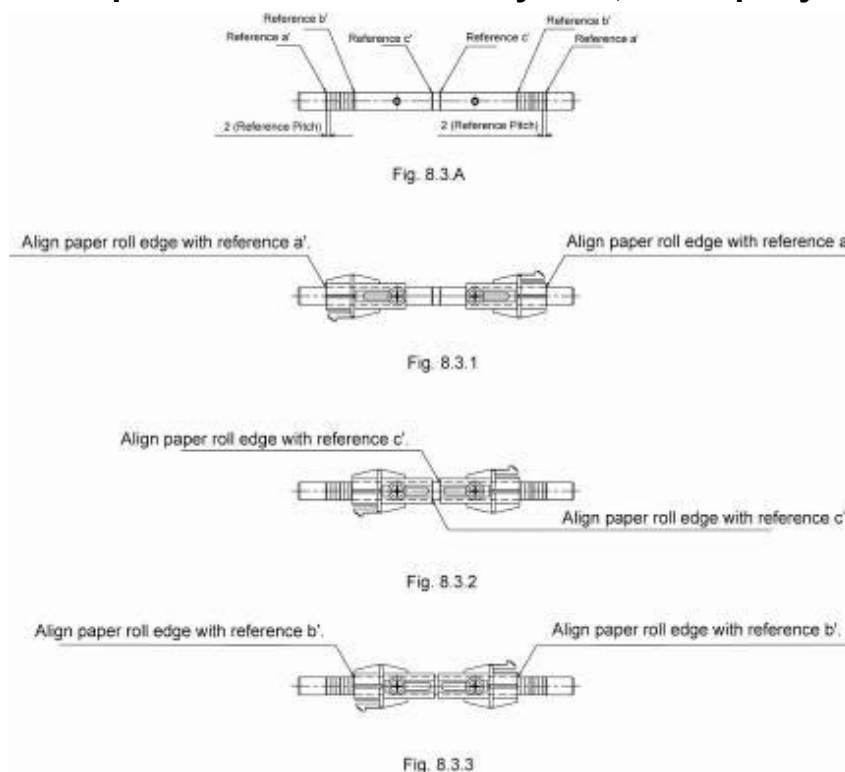 Reference b' Reference b'
Reference a' Reference c' Reference c' Reference a'
2 (Reference Pitch) 2 (Reference Pitch)
Fig. 8.3.A
Align paper roll edge with reference a'. Align paper roll edge with reference a
Fig. 8.3.1
Align paper roll edge with reference c'.
Align paper roll edge with reference c'
Fig. 8.3.2
Align paper roll edge with reference b'. Align paper roll edge with reference b'.
Fig. 8.3.3